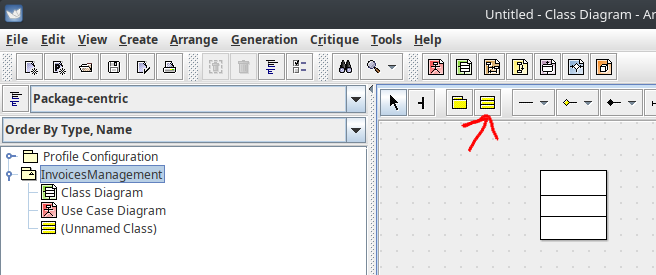 Untitled - Class Diagram - Ar
File Edit View Create Arrange Generation Critique Tools Help
Package-centric
Order By Type, Name
Profile Configuration
InvoicesManagement
Class Diagram
Use Case Diagram
(Unnamed Class)